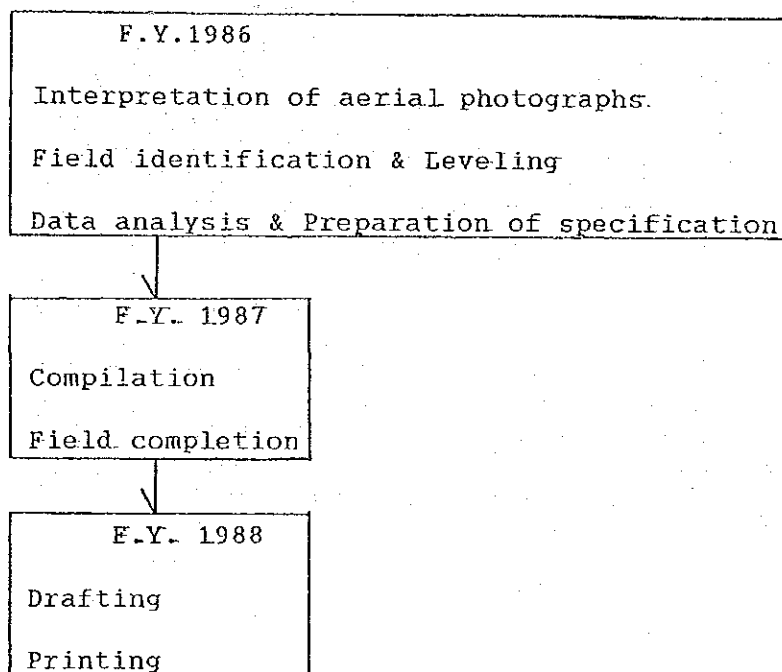 F.Y.1986
Interpretation of aerial photographs.
Field identification & Leveling
Data analysis & Preparation of specification
F.Y. 1987
Compilation
Field completion
F.Y. 1988
Drafting
Printing